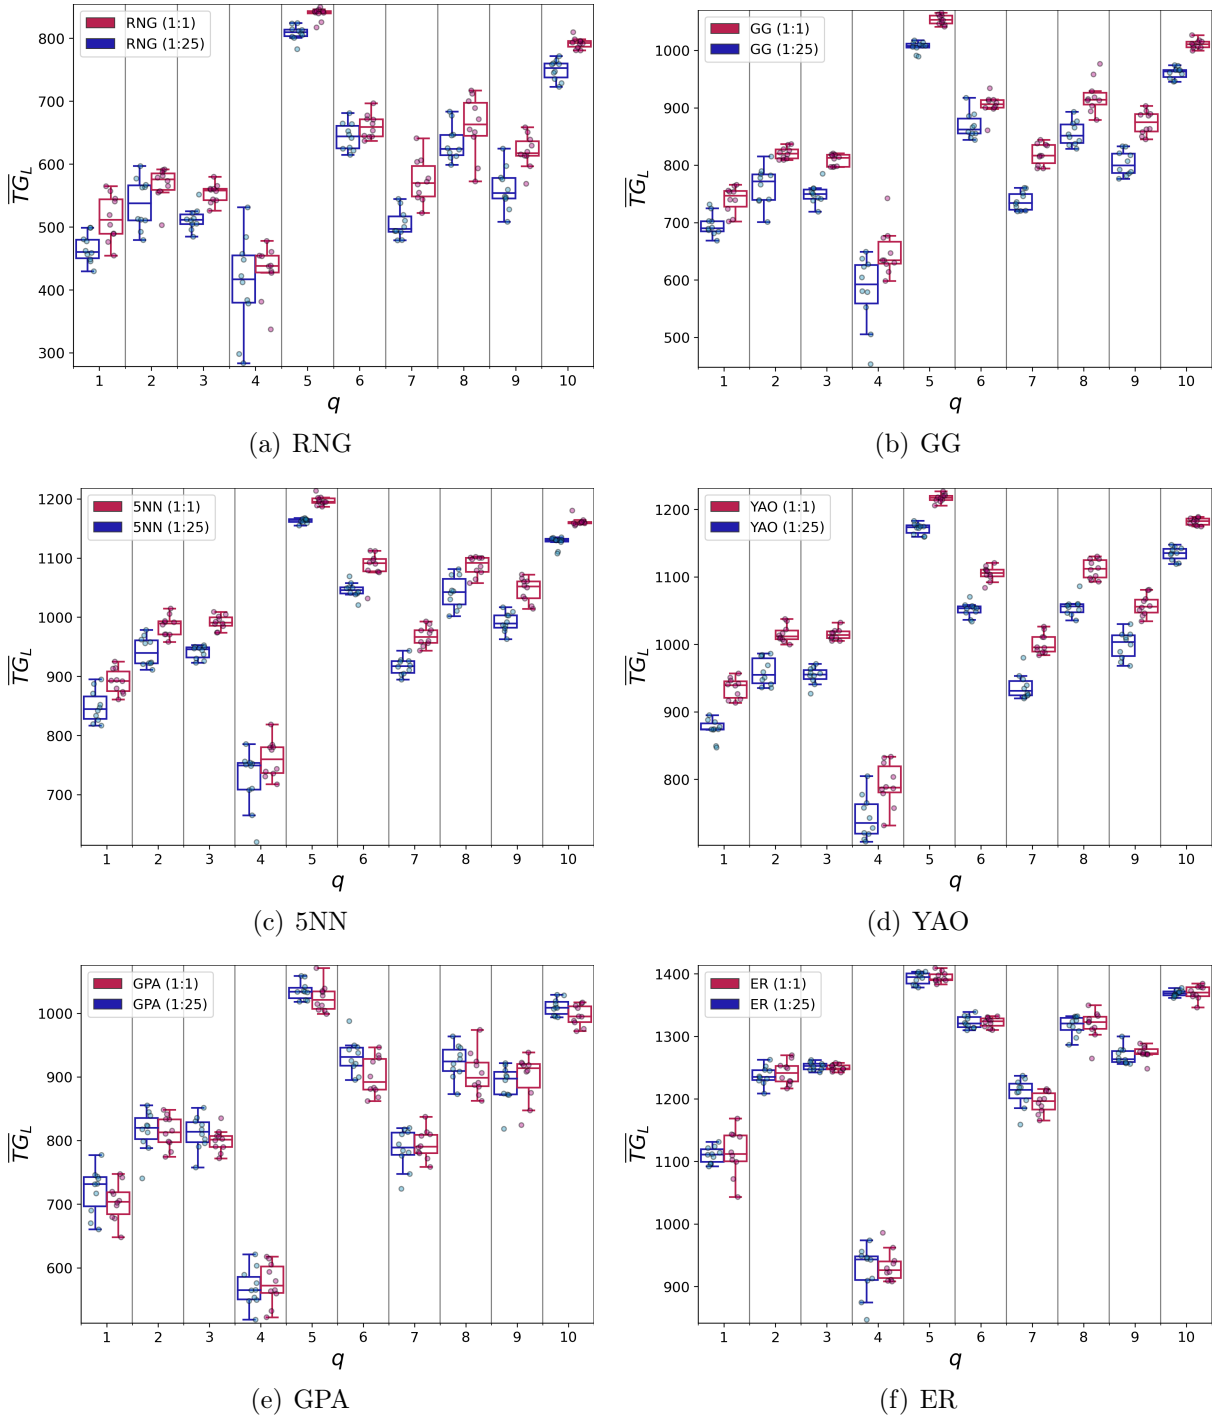 RNG (1:1)
RNG (1:25)
800
700
600
500
400
300
TG_L
1 2 3 4 5 6 7 8 9 10
q
(a) RNG
GG (1:1)
GG (1:25)
1000
900
800
700
600
500
TG_L
1 2 3 4 5 6 7 8 9 10
q
(b) GG
5NN (1:1)
5NN (1:25)
1200
1100
1000
900
800
700
TG_L
1 2 3 4 5 6 7 8 9 10
q
(c) 5NN
YAO (1:1)
YAO (1:25)
1200
1100
1000
900
800
TG_L
1 2 3 4 5 6 7 8 9 10
q
(d) YAO
GPA (1:1)
GPA (1:25)
1000
900
800
700
600
TG_L
1 2 3 4 5 6 7 8 9 10
q
(e) GPA
ER (1:1)
ER (1:25)
1400
1300
1200
1100
1000
900
TG_L
1 2 3 4 5 6 7 8 9 10
q
(f) ER